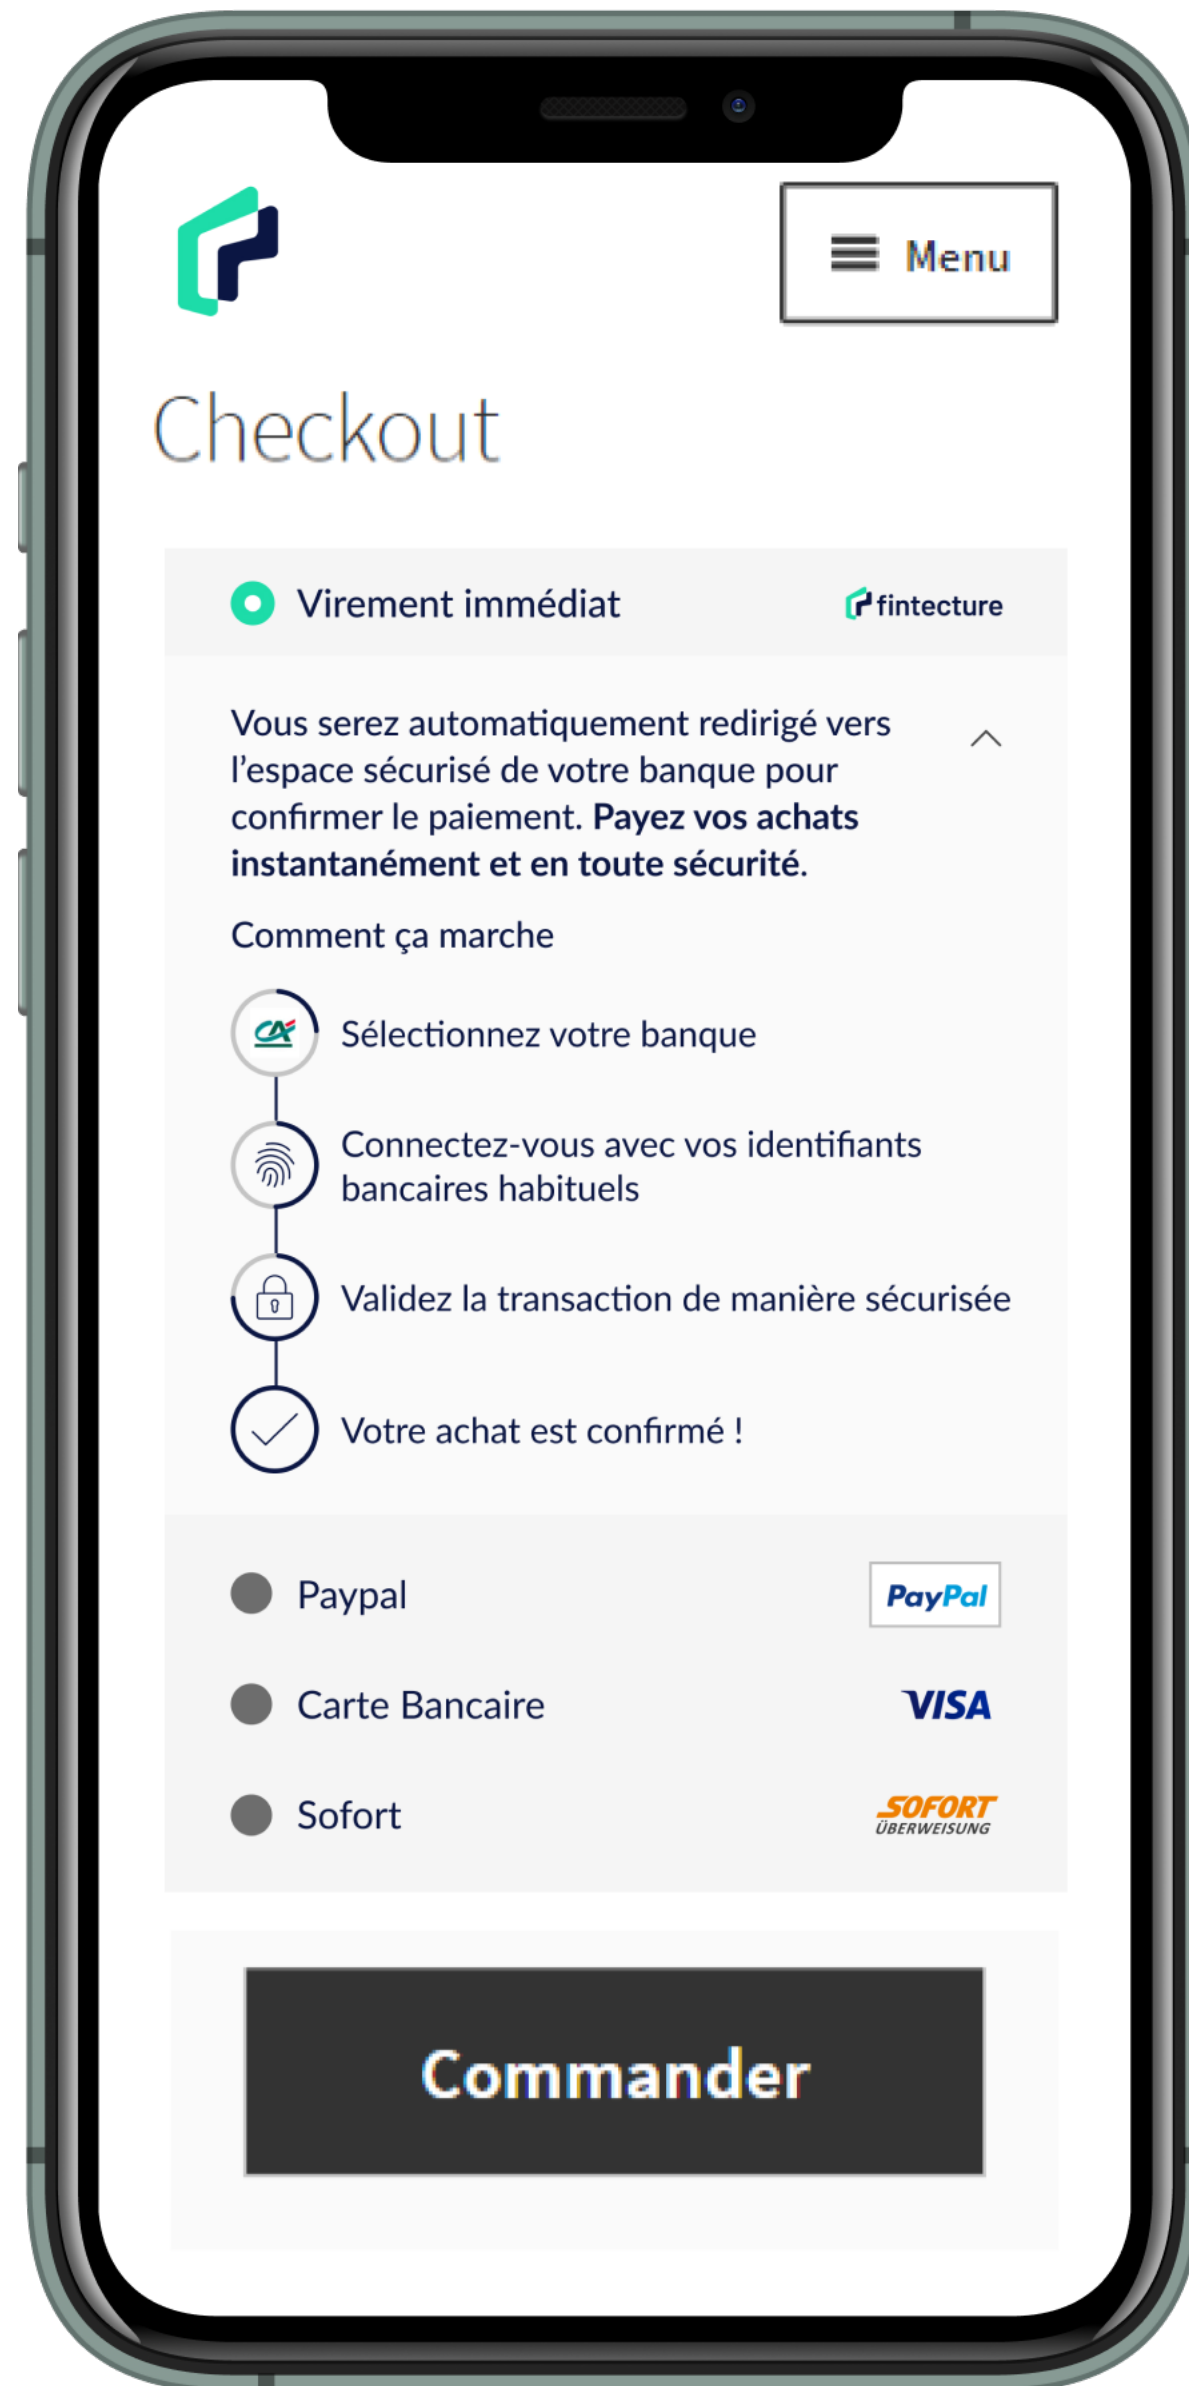 Menu
Checkout
Virement immédiat
fintecture
Vous serez automatiquement redirigé vers
l’espace sécurisé de votre banque pour
confirmer le paiement. Payez vos achats
instantanément et en toute sécurité.
Comment ça marche
CA
Sélectionnez votre banque
Connectez-vous avec vos identifiants
bancaires habituels
Validez la transaction de manière sécurisée
Votre achat est confirmé !
Paypal
PayPal
Carte Bancaire
VISA
Sofort
SOFORT
ÜBERWEISUNG
Commander